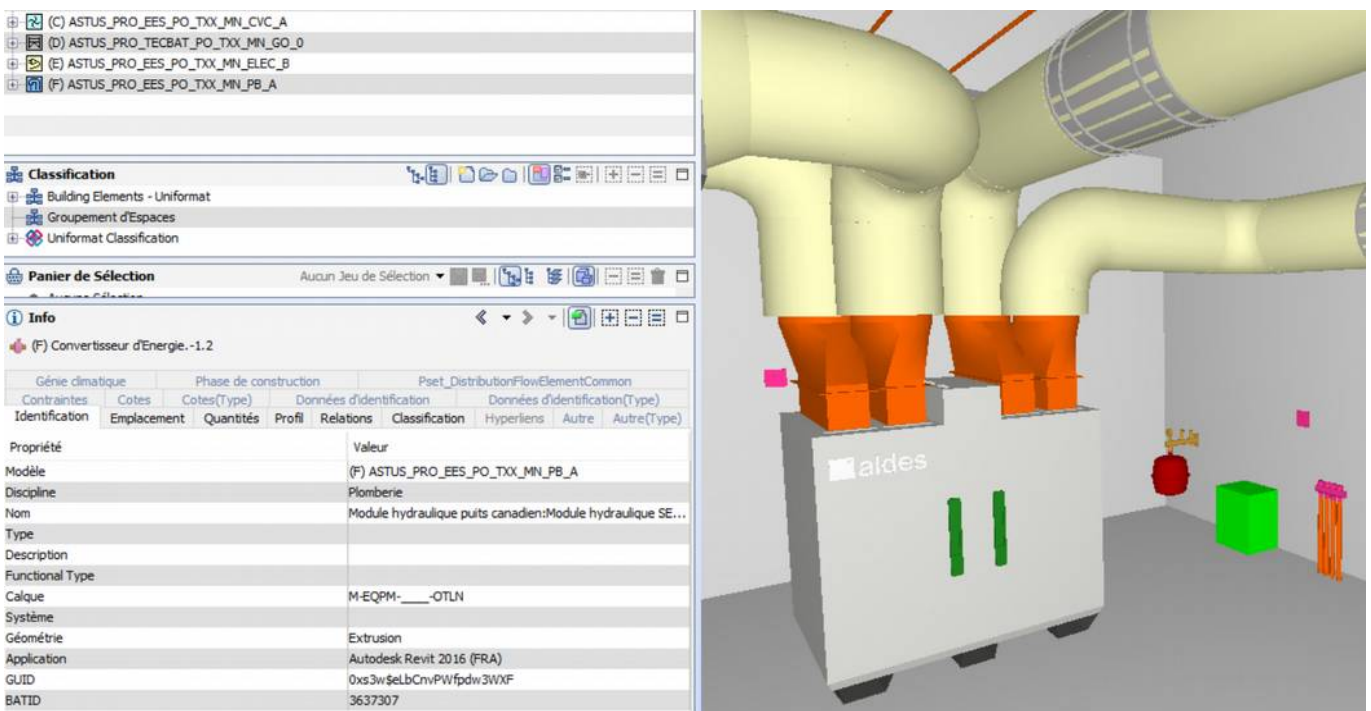 (C) ASTUS_PRO_EES_PO_TXX_MN_CVC_A
(D) ASTUS_PRO_TECBAT_PO_TXX_MN_GO_0
(E) ASTUS_PRO_EES_PO_TXX_MN_ELEC_B
(F) ASTUS_PRO_EES_PO_TXX_MN_PB_A
Classification
Building Elements - Uniformat
Groupement d'Espaces
Uniformat Classification
Panier de Sélection Aucun Jeu de Sélection
Info
(F) Convertisseur d'Energie.-1.2
Génie climatique Phase de construction Pset_DistributionFlowElementCommon
Contraintes Cotes Cotes(Type) Données d'identification Données d'identification(Type)
Identification Emplacement Quantités Profil Relations Classification Hyperliens Autre Autre(Type)
Propriété Valeur
Modèle (F) ASTUS_PRO_EES_PO_TXX_MN_PB_A
Discipline Plomberie
Nom Module hydraulique puits canadien:Module hydraulique SE...
Type
Description
Functional Type
Calque M-EQPM-____-OTLN
Système
Géométrie Extrusion
Application Autodesk Revit 2016 (FRA)
GUID 0xs3w$eLbCnvPWfpdw3WXF
BATID 3637307
aldes